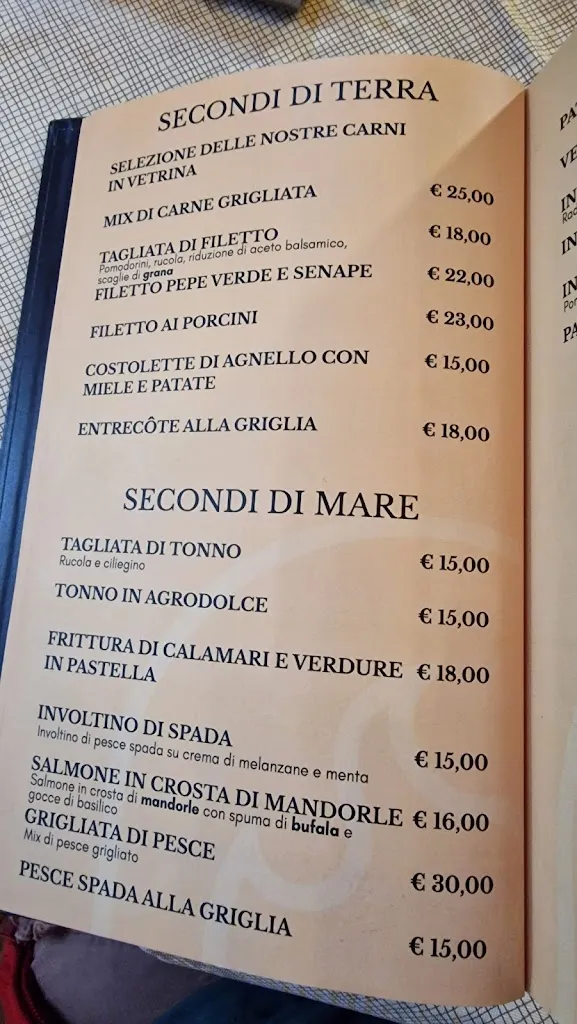 SECONDI DI TERRA
SELEZIONE DELLE NOSTRE CARNI
IN VETRINA
MIX DI CARNE GRIGLIATA € 25,00
TAGLIATA DI FILETTO € 18,00
Pomodorini, rucola, riduzione di aceto balsamico,
scaglie di grana
FILETTO PEPE VERDE E SENAPE € 22,00
FILETTO AI PORCINI € 23,00
COSTOLETTE DI AGNELLO CON € 15,00
MIELE E PATATE
ENTRECÔTE ALLA GRIGLIA € 18,00
SECONDI DI MARE
TAGLIATA DI TONNO € 15,00
Rucola e ciliegino
TONNO IN AGRODOLCE € 15,00
FRITTURA DI CALAMARI E VERDURE € 18,00
IN PASTELLA
INVOLTINO DI SPADA € 15,00
Involtino di pesce spada su crema di melanzane e menta
SALMONE IN CROSTA DI MANDORLE € 16,00
Salmone in crosta di mandorle con spuma di bufala e
gocce di basilico
GRIGLIATA DI PESCE € 30,00
Mix di pesce grigliato
PESCE SPADA ALLA GRIGLIA € 15,00